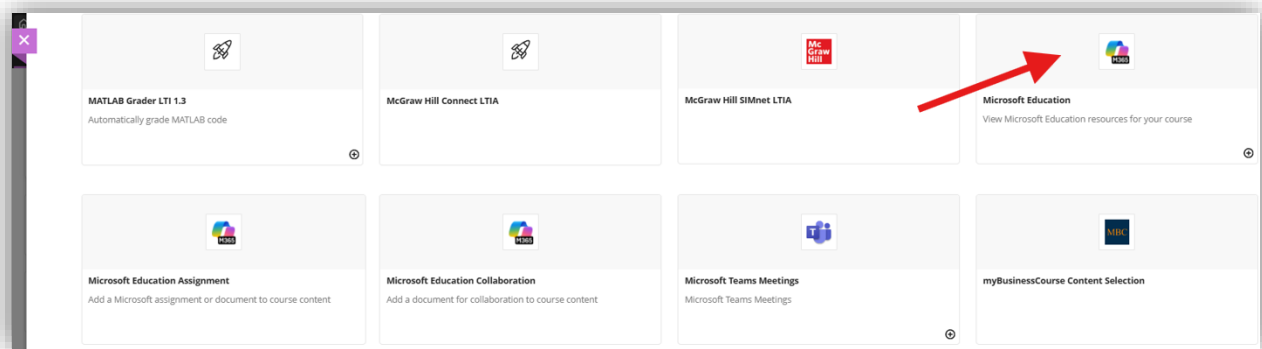 Mc
Graw
Hill
M365
MATLAB Grader LTI 1.3
Automatically grade MATLAB code
McGraw Hill Connect LTIA
McGraw Hill SIMnet LTIA
Microsoft Education
View Microsoft Education resources for your course
M365
M365
T
MBC
Microsoft Education Assignment
Add a Microsoft assignment or document to course content
Microsoft Education Collaboration
Add a document for collaboration to course content
Microsoft Teams Meetings
Microsoft Teams Meetings
myBusinessCourse Content Selection